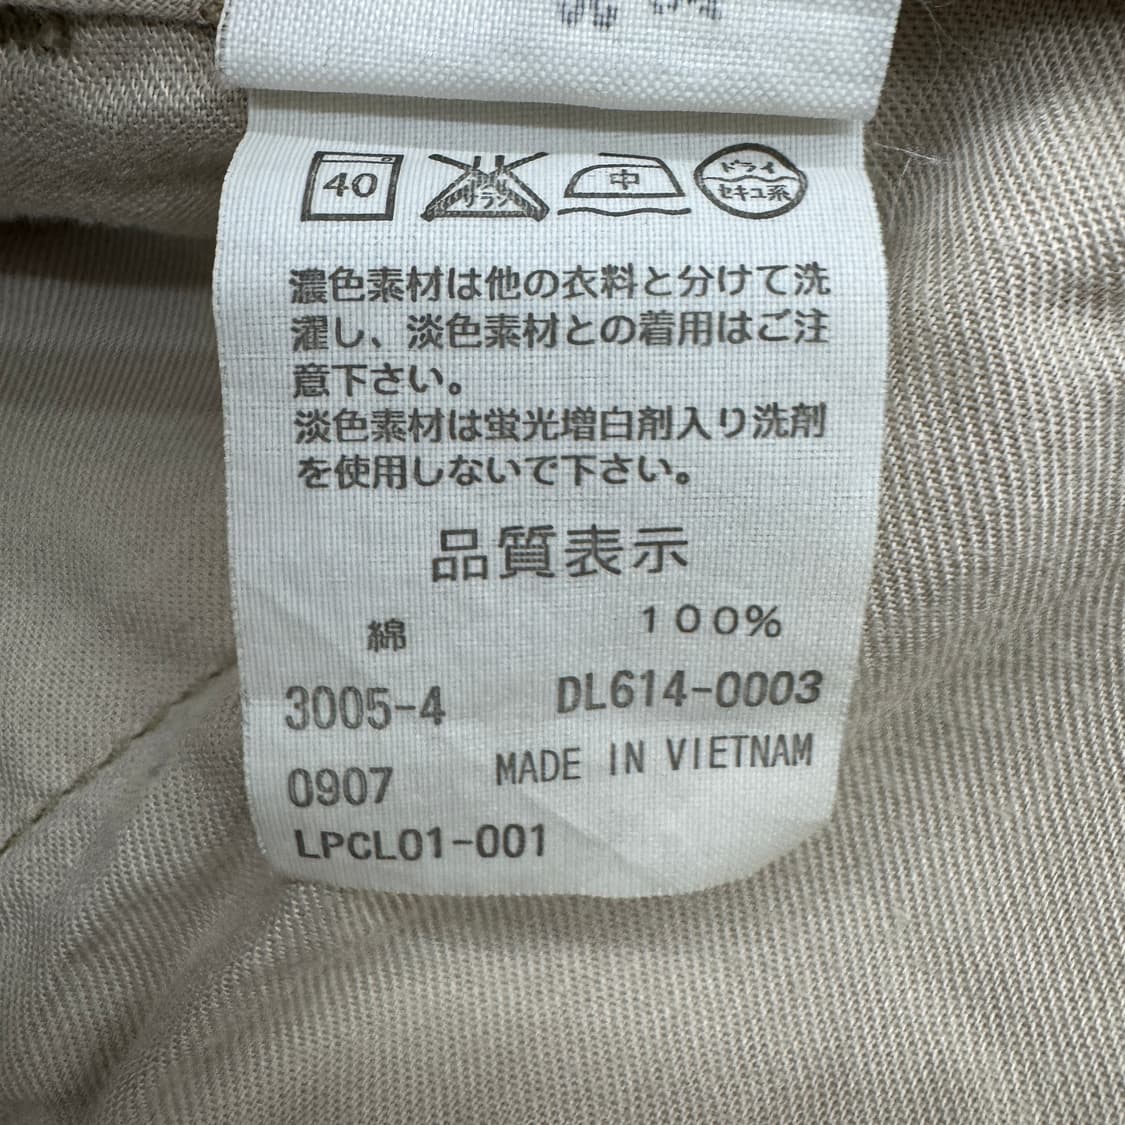 40
中
ドライ
セキユ系
濃色素材は他の衣料と分けて洗
濯し、淡色素材との着用はご注
意下さい。
淡色素材は蛍光増白剤入り洗剤
を使用しないで下さい。
品質表示
綿 100%
3005-4 DL614-0003
0907 MADE IN VIETNAM
LPCL01-001